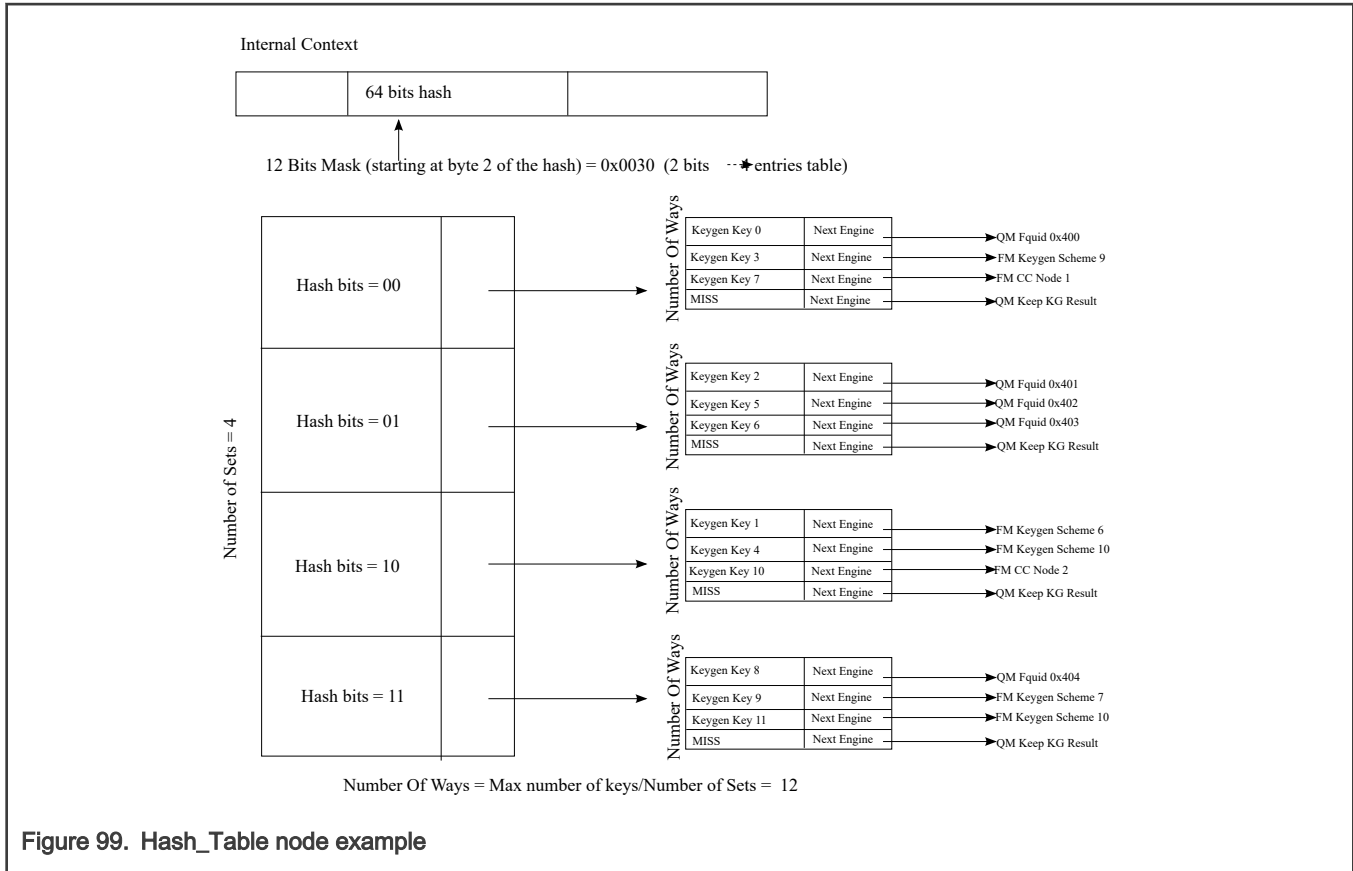 Internal Context
64 bits hash
12 Bits Mask (starting at byte 2 of the hash) = 0x0030 (2 bits 4 entries table)
Number of Sets = 4
Hash bits = 00
Number Of Ways
Keygen Key 0 Next Engine QM Fquid 0x400
Keygen Key 3 Next Engine FM Keygen Scheme 9
Keygen Key 7 Next Engine FM CC Node 1
MISS Next Engine QM Keep KG Result
Hash bits = 01
Number Of Ways
Keygen Key 2 Next Engine QM Fquid 0x401
Keygen Key 5 Next Engine QM Fquid 0x402
Keygen Key 6 Next Engine QM Fquid 0x403
MISS Next Engine QM Keep KG Result
Hash bits = 10
Number Of Ways
Keygen Key 1 Next Engine FM Keygen Scheme 6
Keygen Key 4 Next Engine FM Keygen Scheme 10
Keygen Key 10 Next Engine FM CC Node 2
MISS Next Engine QM Keep KG Result
Hash bits = 11
Number Of Ways
Keygen Key 8 Next Engine QM Fquid 0x404
Keygen Key 9 Next Engine FM Keygen Scheme 7
Keygen Key 11 Next Engine FM Keygen Scheme 10
MISS Next Engine QM Keep KG Result
Number Of Ways = Max number of keys/Number of Sets = 12
Figure 99. Hash_Table node example